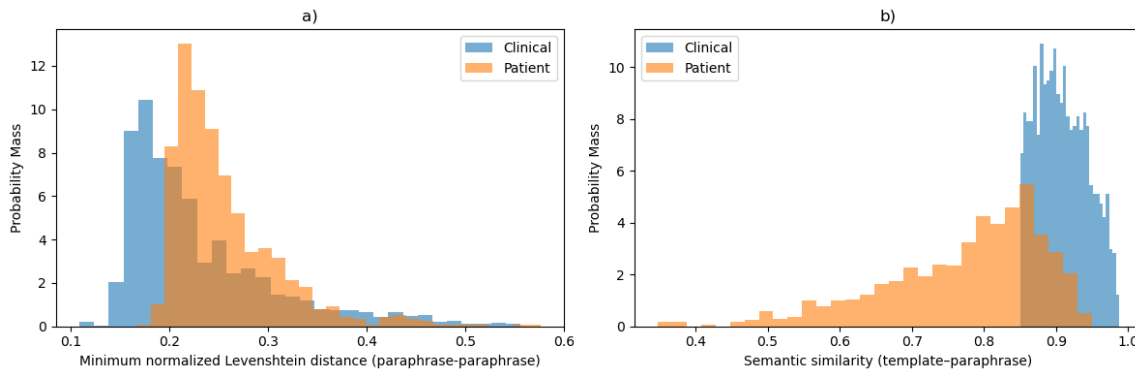 a)
Clinical
Patient
Probability Mass
12
10
8
6
4
2
0
0.1 0.2 0.3 0.4 0.5 0.6
Minimum normalized Levenshtein distance (paraphrase-paraphrase)
b)
Clinical
Patient
Probability Mass
10
8
6
4
2
0
0.4 0.5 0.6 0.7 0.8 0.9 1.0
Semantic similarity (template–paraphrase)